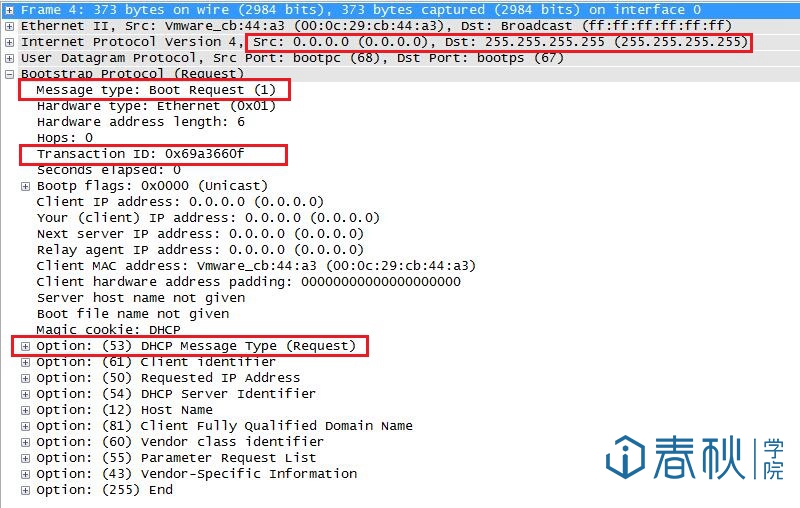 Frame 4: 373 bytes on wire (2984 bits), 373 bytes captured (2984 bits) on interface 0
Ethernet II, Src: Vmware_cb:44:a3 (00:0c:29:cb:44:a3), Dst: Broadcast (ff:ff:ff:ff:ff:ff)
Internet Protocol Version 4, Src: 0.0.0.0 (0.0.0.0), Dst: 255.255.255.255 (255.255.255.255)
User Datagram Protocol, Src Port: bootpc (68), Dst Port: bootps (67)
Bootstrap Protocol (Request)
Message type: Boot Request (1)
Hardware type: Ethernet (0x01)
Hardware address length: 6
Hops: 0
Transaction ID: 0x69a3660f
Seconds elapsed: 0
Bootp flags: 0x0000 (Unicast)
Client IP address: 0.0.0.0 (0.0.0.0)
Your (client) IP address: 0.0.0.0 (0.0.0.0)
Next server IP address: 0.0.0.0 (0.0.0.0)
Relay agent IP address: 0.0.0.0 (0.0.0.0)
Client MAC address: Vmware_cb:44:a3 (00:0c:29:cb:44:a3)
Client hardware address padding: 00000000000000000000
Server host name not given
Boot file name not given
Magic cookie: DHCP
Option: (53) DHCP Message Type (Request)
Option: (61) Client identifier
Option: (50) Requested IP Address
Option: (54) DHCP Server Identifier
Option: (12) Host Name
Option: (81) Client Fully Qualified Domain Name
Option: (60) Vendor class identifier
Option: (55) Parameter Request List
Option: (43) Vendor-Specific Information
Option: (255) End
春秋学院